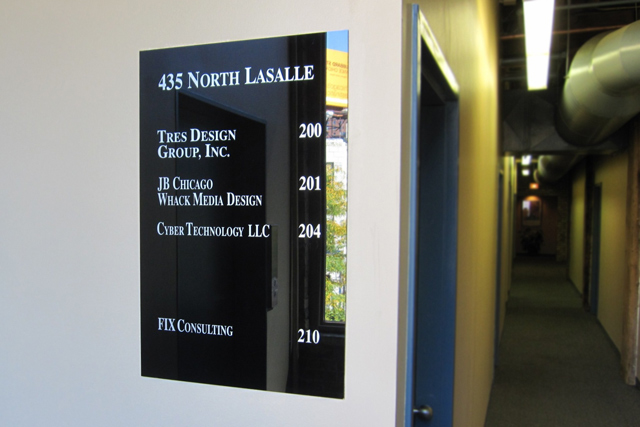 435 North LaSalle
Tres Design
Group, Inc.
200
JB Chicago
Whack Media Design
201
Cyber Technology LLC
204
FIX Consulting
210